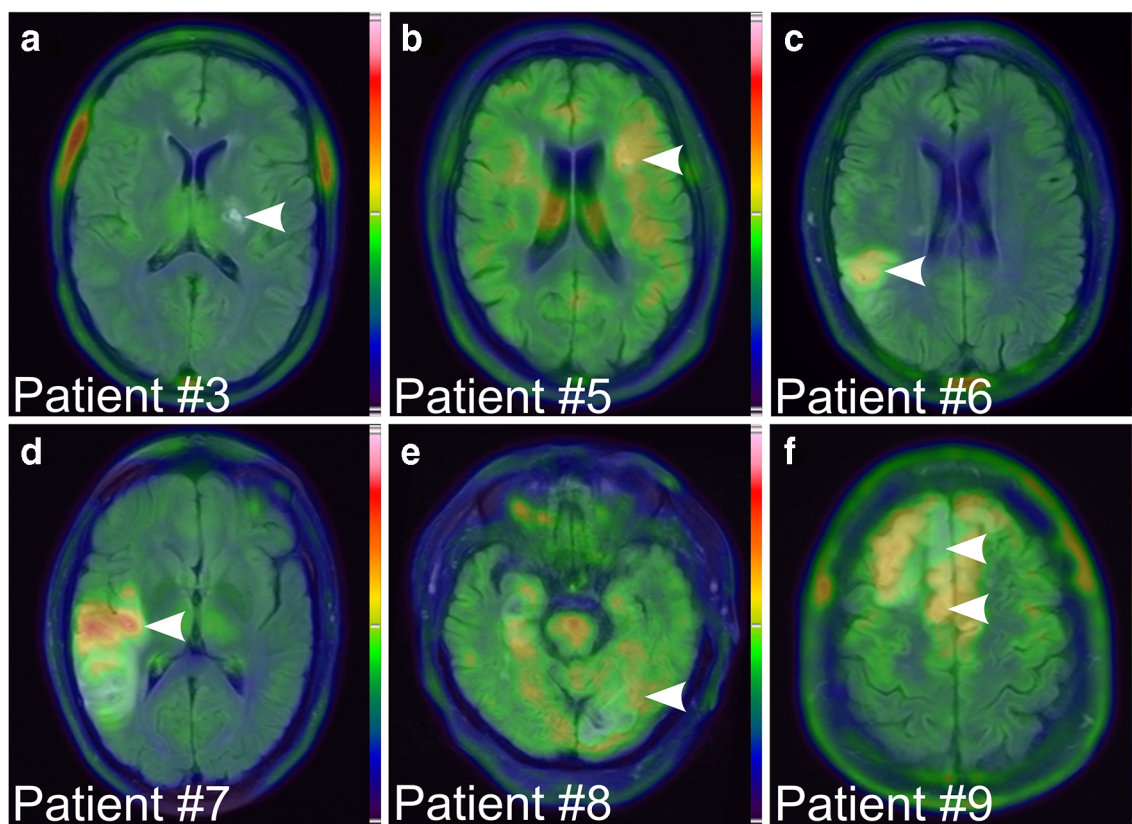 a
b
c
Patient #3
Patient #5
Patient #6
d
e
f
Patient #7
Patient #8
Patient #9